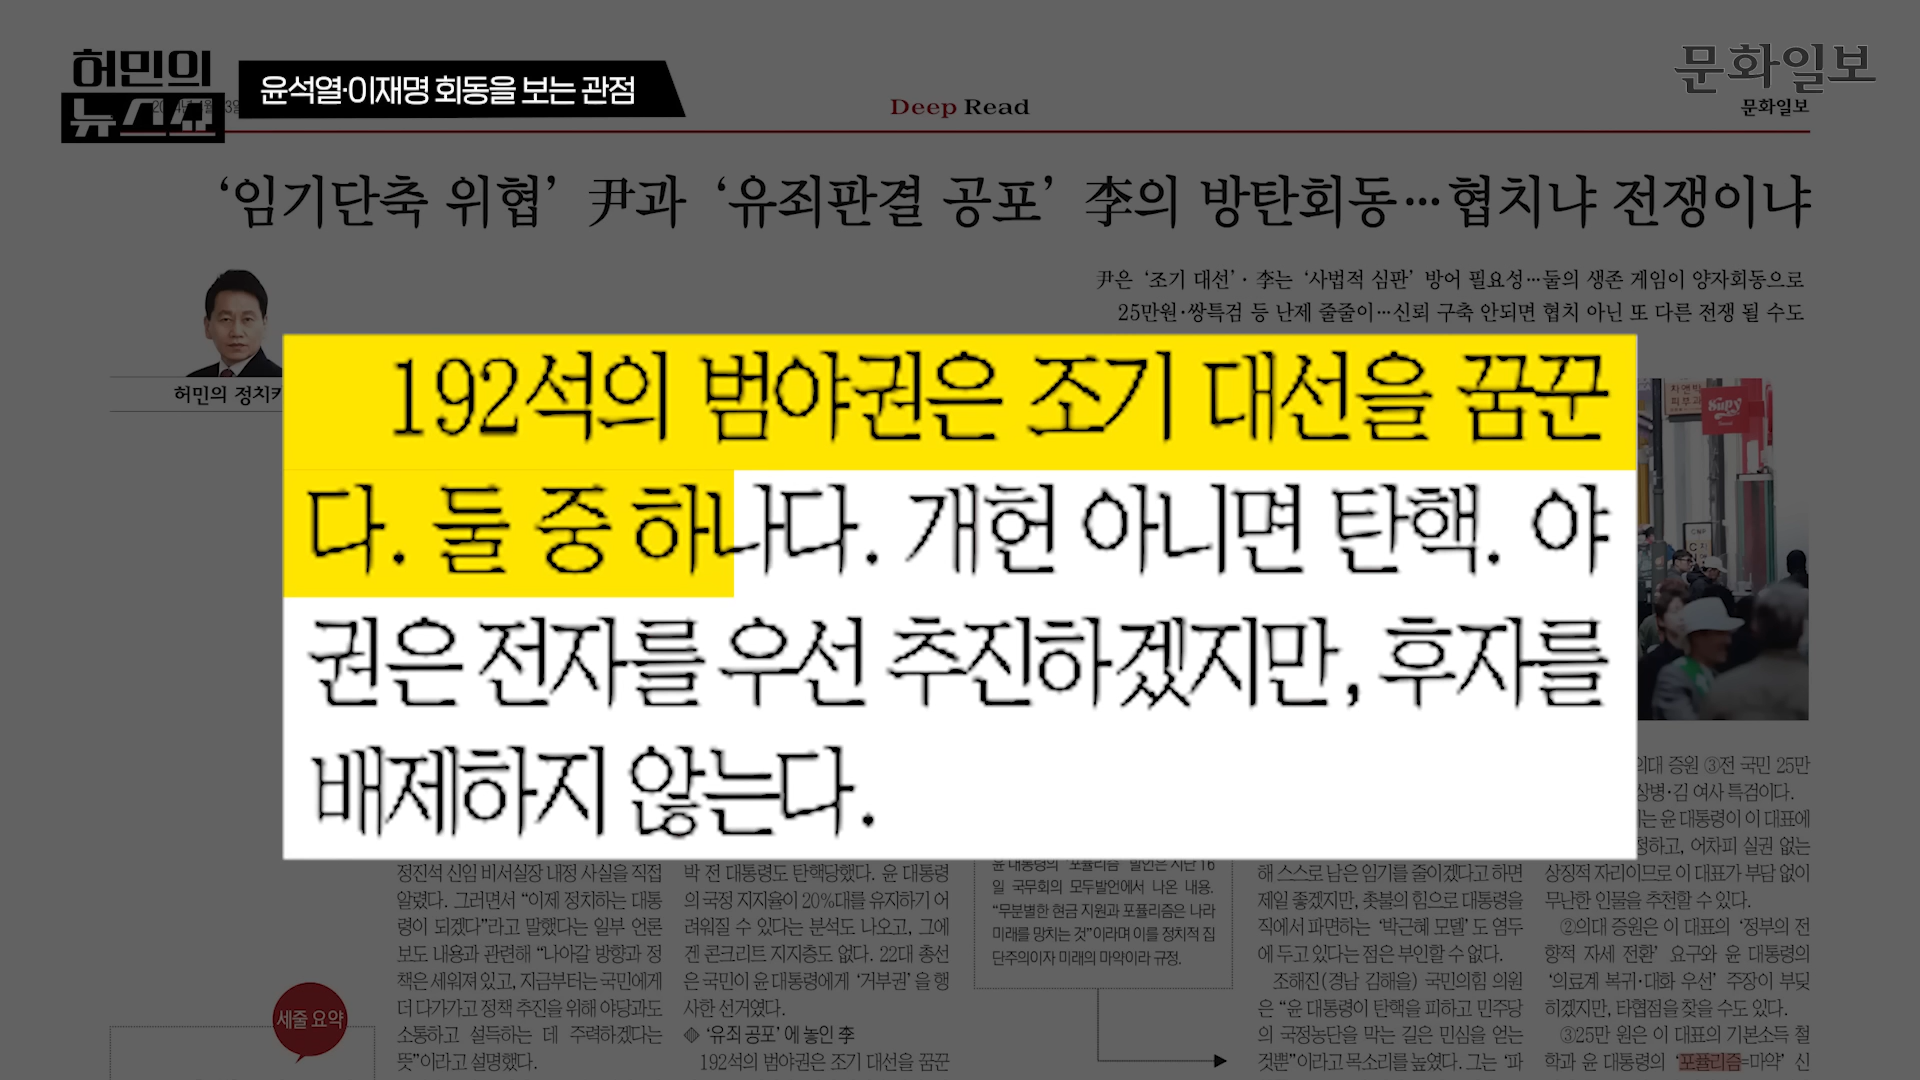 허민의
뉴스쇼
윤석열·이재명 회동을 보는 관점
문화일보
Deep Read
문화일보
‘임기단축 위협’ 尹과 ‘유죄판결 공포’ 李의 방탄회동…협치냐 전쟁이냐
尹은 ‘조기 대선’·李는 ‘사법적 심판’ 방어 필요성…둘의 생존 게임이 양자회동으로
25만원·쌍특검 등 난제 줄줄이…신뢰 구축 안되면 협치 아닌 또 다른 전쟁 될 수도
허민의 정치카
192석의 범야권은 조기 대선을 꿈꾼
다. 둘 중 하나다. 개헌 아니면 탄핵. 야
권은 전자를 우선 추진하겠지만, 후자를
배제하지 않는다.
정진석 신임 비서실장 내정 사실을 직접
알렸다. 그러면서 “이제 정치하는 대통
령이 되겠다”라고 말했다는 일부 언론
보도 내용과 관련해 “나아갈 방향과 정
책은 세워져 있고, 지금부터는 국민에게
더 다가가고 정책 추진을 위해 야당과도
소통하고 설득하는 데 주력하겠다는
뜻”이라고 설명했다.
세줄 요약
박 전 대통령도 탄핵당했다. 윤 대통령
의 국정 지지율이 20%대를 유지하기 어
려워질 수 있다는 분석도 나오고, 그에
겐 콘크리트 지지층도 없다. 22대 총선
은 국민이 윤 대통령에게 ‘거부권’을 행
사한 선거였다.
◈ ‘유죄 공포’에 놓인 李
192석의 범야권은 조기 대선을 꿈꾼
윤 대통령의 ‘포퓰리즘’ 발언은 지난 16
일 국무회의 모두발언에서 나온 내용.
“무분별한 현금 지원과 포퓰리즘은 나라
미래를 망치는 것”이라며 이를 정치적 집
단주의이자 미래의 마약이라 규정.
해 스스로 남은 임기를 줄이겠다고 하면
제일 좋겠지만, 촛불의 힘으로 대통령을
직에서 파면하는 ‘박근혜 모델’도 염두
에 두고 있다는 점은 부인할 수 없다.
조해진(경남 김해을) 국민의힘 의원
은 “윤 대통령이 탄핵을 피하고 민주당
의 국정농단을 막는 길은 민심을 얻는
것뿐”이라고 목소리를 높였다. 그는 ‘파
의대 증원 ③전 국민 25만
상병·김 여사 특검이다.
는 윤 대통령이 이 대표에
청하고, 어차피 실권 없는
상징적 자리이므로 이 대표가 부담 없이
무난한 인물을 추천할 수 있다.
②의대 증원은 이 대표의 ‘정부의 전
향적 자세 전환’ 요구와 윤 대통령의
‘의료계 복귀·대화 우선’ 주장이 부딪
히겠지만, 타협점을 찾을 수도 있다.
③25만 원은 이 대표의 기본소득 철
학과 윤 대통령의 ‘포퓰리즘=마약’ 신